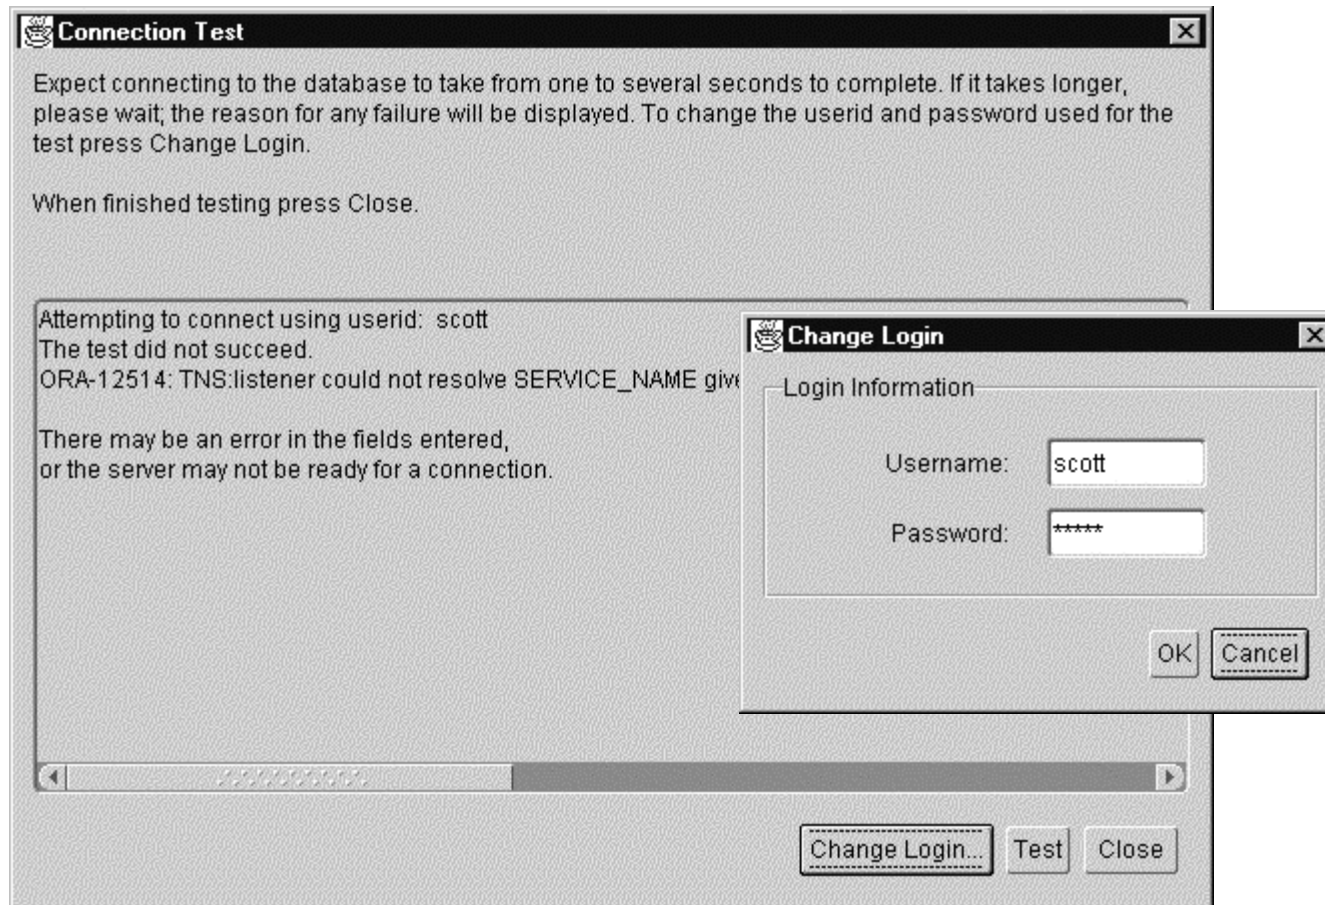 Connection Test
Expect connecting to the database to take from one to several seconds to complete. If it takes longer,
please wait; the reason for any failure will be displayed. To change the userid and password used for the
test press Change Login.
When finished testing press Close.
Attempting to connect using userid: scott
The test did not succeed.
ORA-12514: TNS:listener could not resolve SERVICE_NAME give
There may be an error in the fields entered,
or the server may not be ready for a connection.
Change Login
Login Information
Username: scott
Password: *****
OK Cancel
Change Login... Test Close